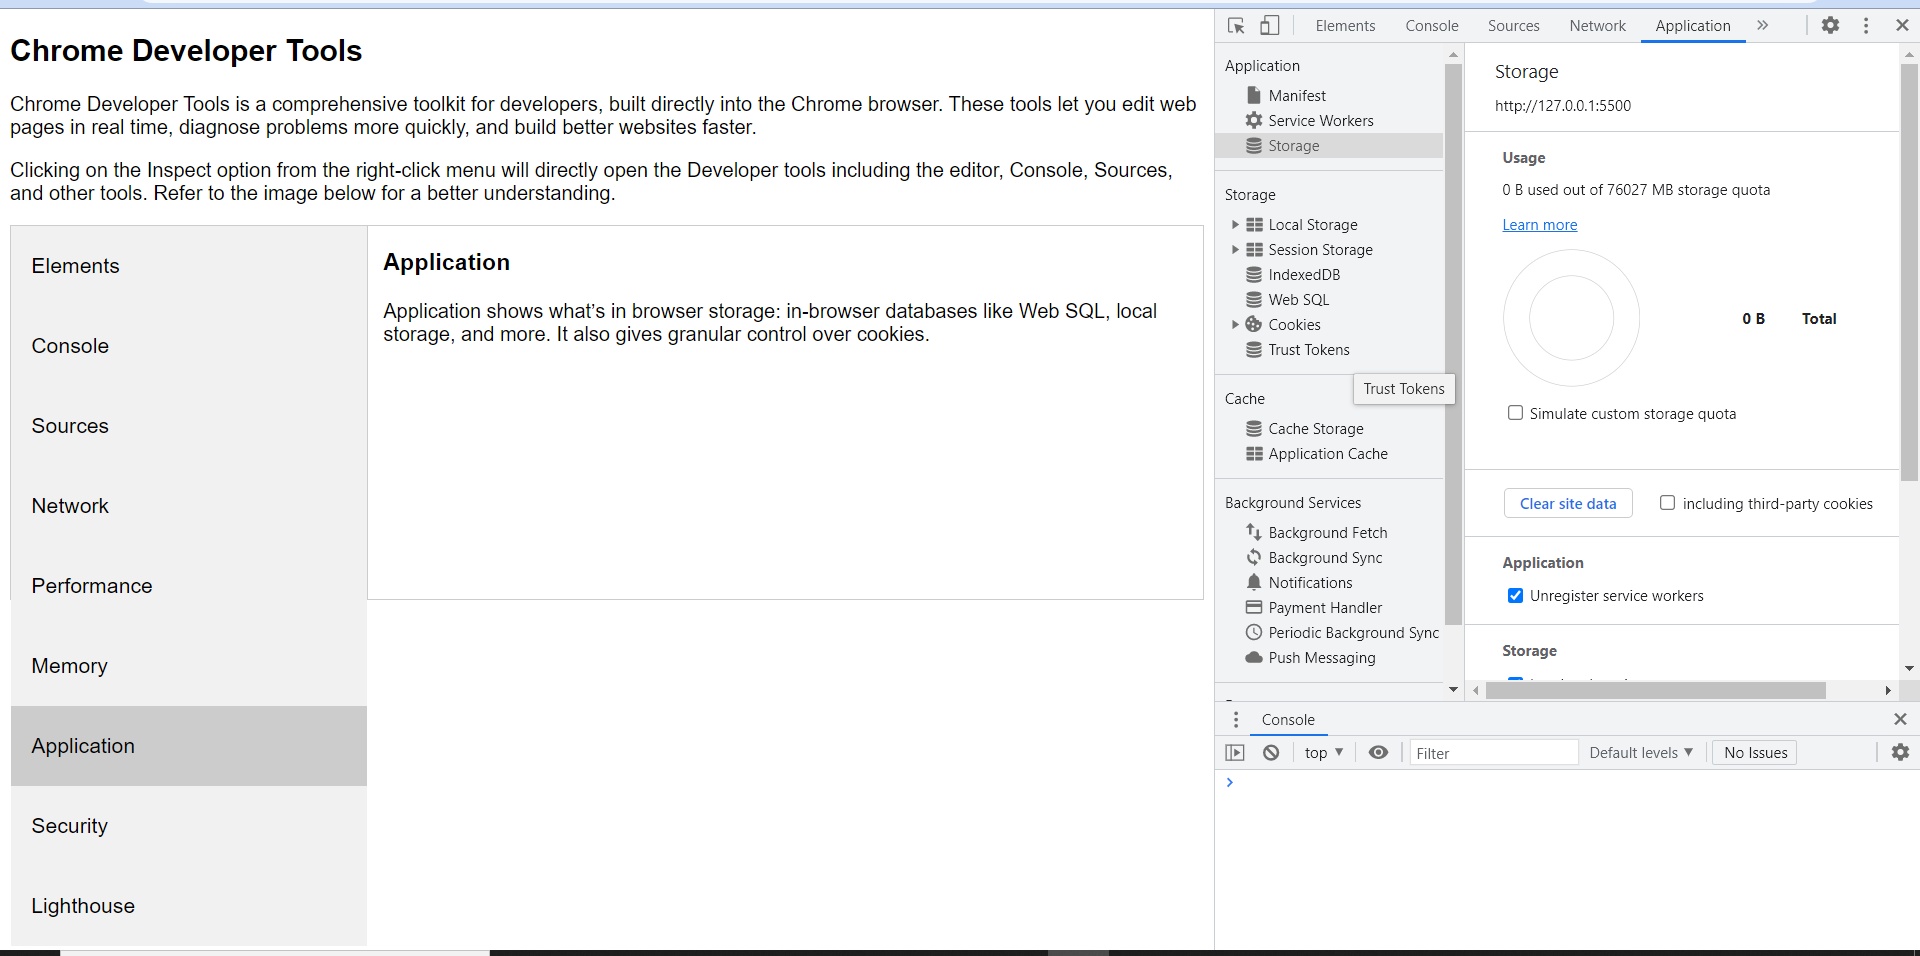 Chrome Developer Tools
Chrome Developer Tools is a comprehensive toolkit for developers, built directly into the Chrome browser. These tools let you edit web
pages in real time, diagnose problems more quickly, and build better websites faster.
Clicking on the Inspect option from the right-click menu will directly open the Developer tools including the editor, Console, Sources,
and other tools. Refer to the image below for a better understanding.
Elements
Console
Sources
Network
Performance
Memory
Application
Security
Lighthouse
Application
Application shows what’s in browser storage: in-browser databases like Web SQL, local
storage, and more. It also gives granular control over cookies.
Elements Console Sources Network Application
Application
Manifest
Service Workers
Storage
Storage
Local Storage
Session Storage
IndexedDB
Web SQL
Cookies
Trust Tokens
Trust Tokens
Cache
Cache Storage
Application Cache
Background Services
Background Fetch
Background Sync
Notifications
Payment Handler
Periodic Background Sync
Push Messaging
Storage
http://127.0.0.1:5500
Usage
0 B used out of 76027 MB storage quota
Learn more
0 B Total
Simulate custom storage quota
Clear site data including third-party cookies
Application
Unregister service workers
Storage
Console
top Filter Default levels No Issues